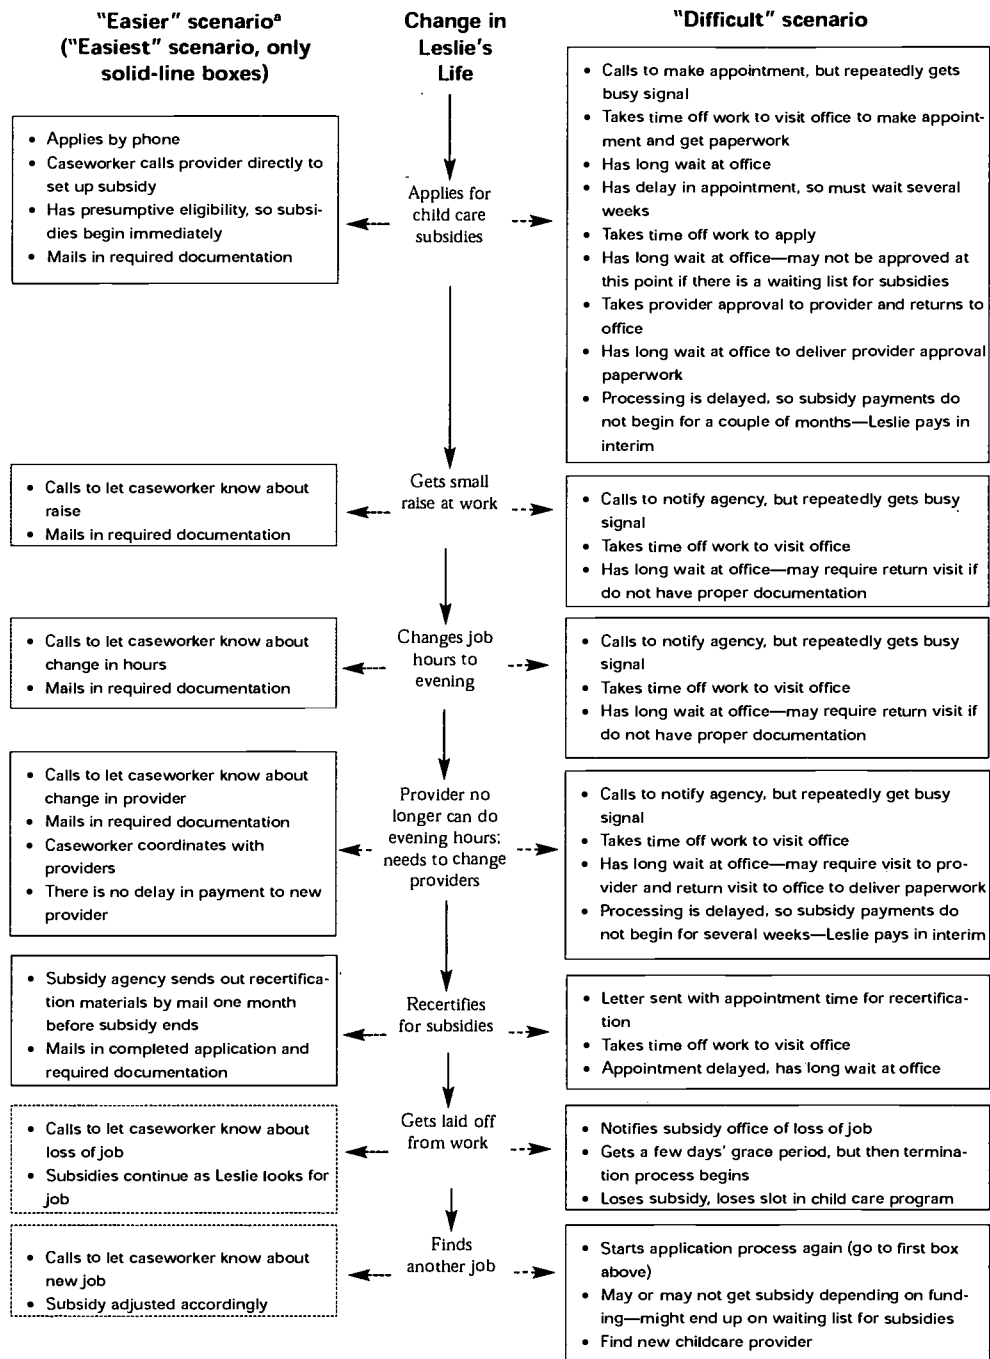 "Easier" scenarioª
("Easiest" scenario, only
solid-line boxes)
Change in
Leslie's
Life
"Difficult" scenario
• Applies by phone
• Caseworker calls provider directly to
set up subsidy
• Has presumptive eligibility, so subsi-
dies begin immediately
• Mails in required documentation
Applies for
child care
subsidies
• Calls to make appointment, but repeatedly gets
busy signal
• Takes time off work to visit office to make appoint-
ment and get paperwork
• Has long wait at office
• Has delay in appointment, so must wait several
weeks
• Takes time off work to apply
• Has long wait at office—may not be approved at
this point if there is a waiting list for subsidies
• Takes provider approval to provider and returns to
office
• Has long wait at office to deliver provider approval
paperwork
• Processing is delayed, so subsidy payments do
not begin for a couple of months—Leslie pays in
interim
• Calls to let caseworker know about
raise
• Mails in required documentation
Gets small
raise at work
• Calls to notify agency, but repeatedly gets busy
signal
• Takes time off work to visit office
• Has long wait at office—may require return visit if
do not have proper documentation
• Calls to let caseworker know about
change in hours
• Mails in required documentation
Changes job
hours to
evening
• Calls to notify agency, but repeatedly gets busy
signal
• Takes time off work to visit office
• Has long wait at office—may require return visit if
do not have proper documentation
• Calls to let caseworker know about
change in provider
• Mails in required documentation
• Caseworker coordinates with
providers
• There is no delay in payment to new
provider
Provider no
longer can do
evening hours;
needs to change
providers
• Calls to notify agency, but repeatedly get busy
signal
• Takes time off work to visit office
• Has long wait at office—may require visit to pro-
vider and return visit to office to deliver paperwork
• Processing is delayed, so subsidy payments do
not begin for several weeks—Leslie pays in interim
• Subsidy agency sends out recertifica-
tion materials by mail one month
before subsidy ends
• Mails in completed application and
required documentation
Recertifies
for subsidies
• Letter sent with appointment time for recertifica-
tion
• Takes time off work to visit office
• Appointment delayed, has long wait at office
• Calls to let caseworker know about
loss of job
• Subsidies continue as Leslie looks for
job
Gets laid off
from work
• Notifies subsidy office of loss of job
• Gets a few days' grace period, but then termina-
tion process begins
• Loses subsidy, loses slot in child care program
• Calls to let caseworker know about
new job
• Subsidy adjusted accordingly
Finds
another job
• Starts application process again (go to first box
above)
• May or may not get subsidy depending on fund-
ing—might end up on waiting list for subsidies
• Find new childcare provider